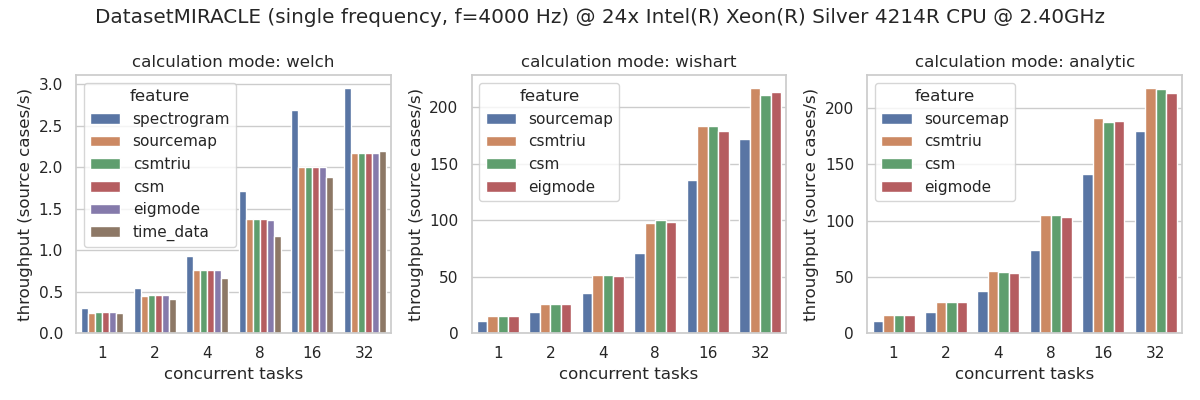 DatasetMIRACLE (single frequency, f=4000 Hz) @ 24x Intel(R) Xeon(R) Silver 4214R CPU @ 2.40GHz
calculation mode: welch
throughput (source cases/s)
3.0
2.5
2.0
1.5
1.0
0.5
0.0
feature
spectrogram
sourcemap
csmtriu
csm
eigmode
time_data
1 2 4 8 16 32
concurrent tasks
calculation mode: wishart
throughput (source cases/s)
200
150
100
50
0
feature
sourcemap
csmtriu
csm
eigmode
1 2 4 8 16 32
concurrent tasks
calculation mode: analytic
throughput (source cases/s)
200
150
100
50
0
feature
sourcemap
csmtriu
csm
eigmode
1 2 4 8 16 32
concurrent tasks